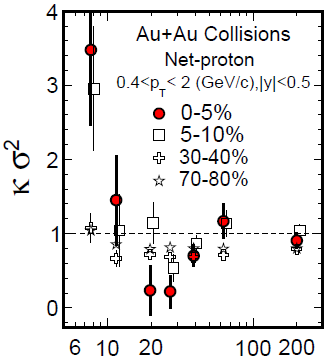 Au+Au Collisions
Net-proton
0.4<p_T< 2 (GeV/c),|y|<0.5
0-5%
5-10%
30-40%
70-80%
κ σ²
4
3
2
1
0
6 10 20 100 200